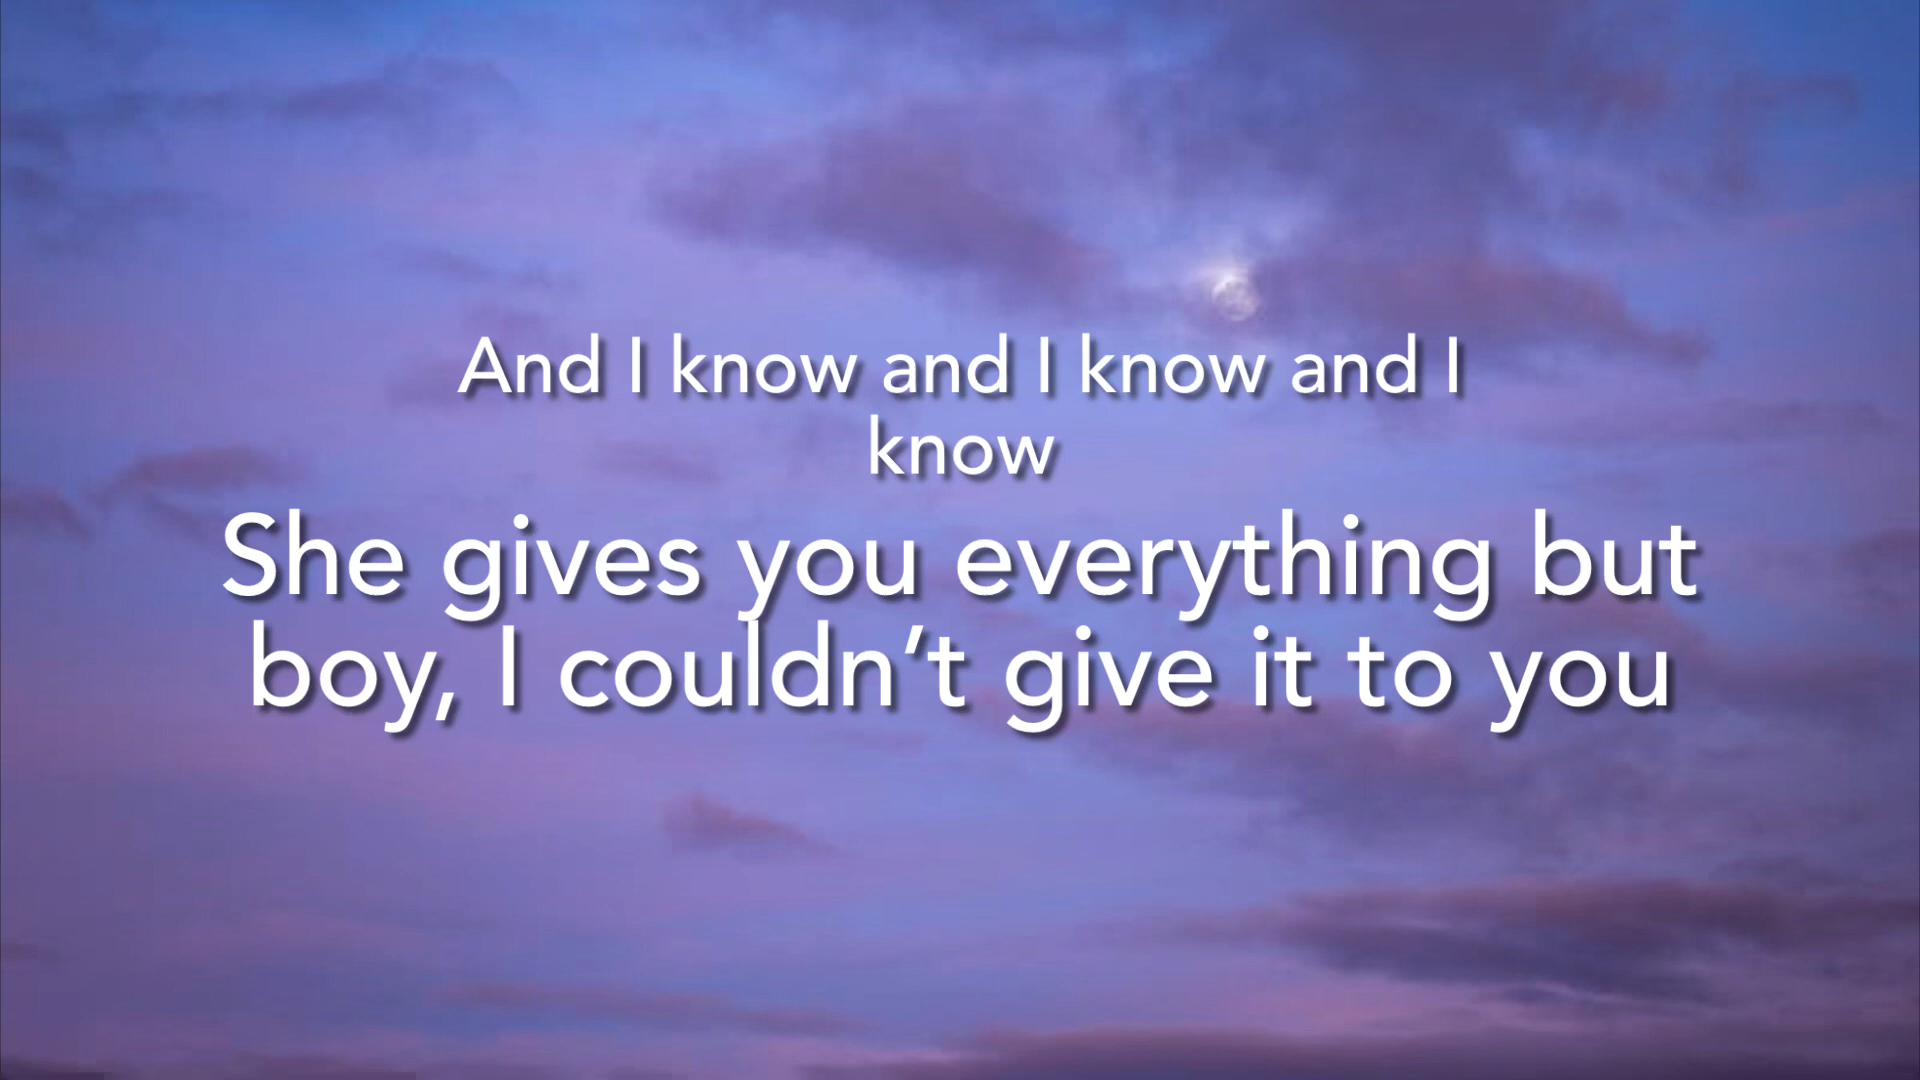 And I know and I know and I
know
She gives you everything but
boy, I couldn’t give it to you